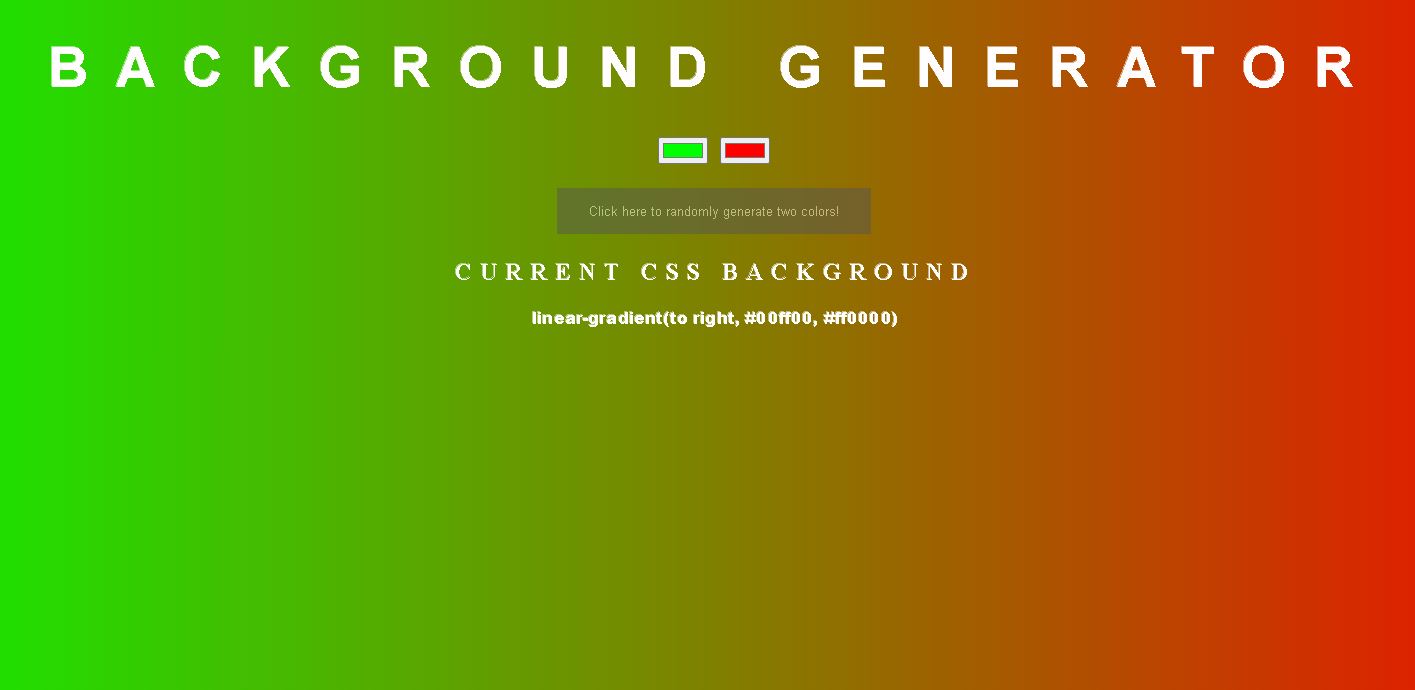 BACKGROUND GENERATOR
Click here to randomly generate two colors!
CURRENT CSS BACKGROUND
linear-gradient(to right, #00ff00, #ff0000)